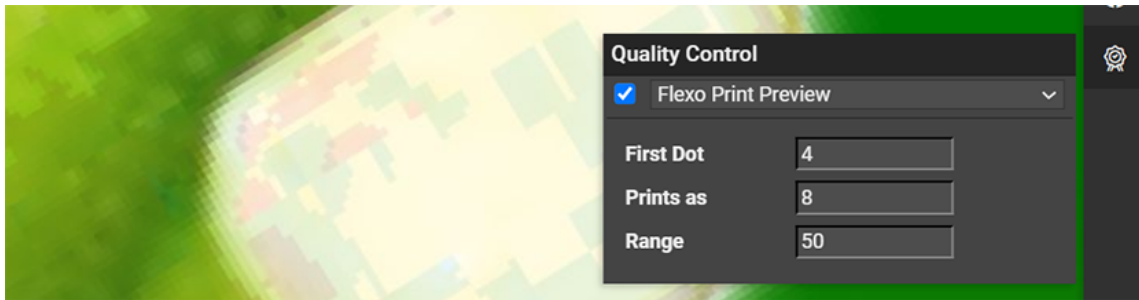 Quality Control
Flexo Print Preview
First Dot 4
Prints as 8
Range 50